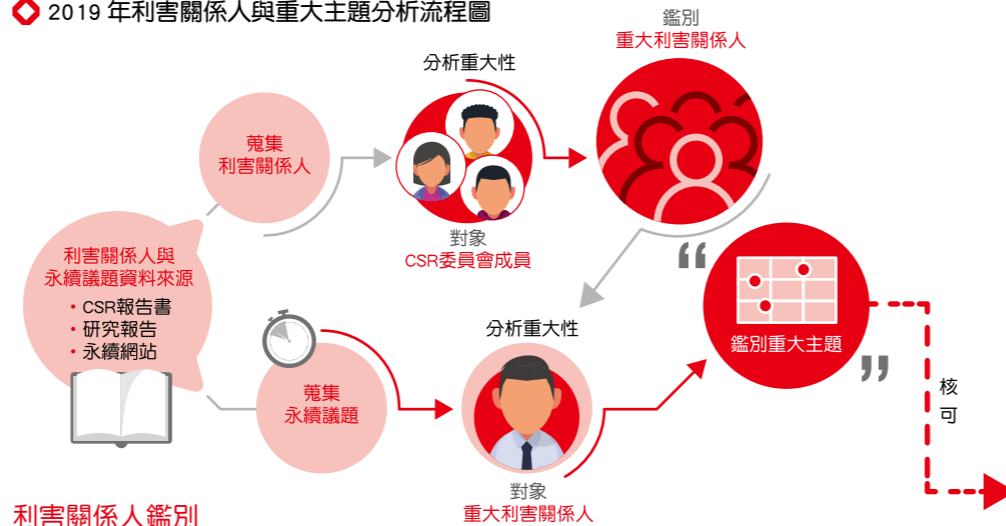 2019 年利害關係人與重大主題分析流程圖
鑑別
重大利害關係人
分析重大性
蒐集
利害關係人
對象
CSR委員會成員
利害關係人與
永續議題資料來源
・CSR報告書
・研究報告
・永續網站
蒐集
永續議題
分析重大性
對象
重大利害關係人
“
鑑別重大主題
”
核
可
利害關係人鑑別